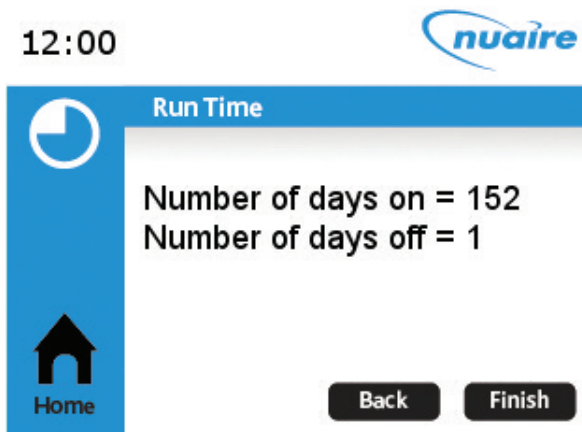 12:00
nuaire
Run Time
Number of days on = 152
Number of days off = 1
Home
Back
Finish